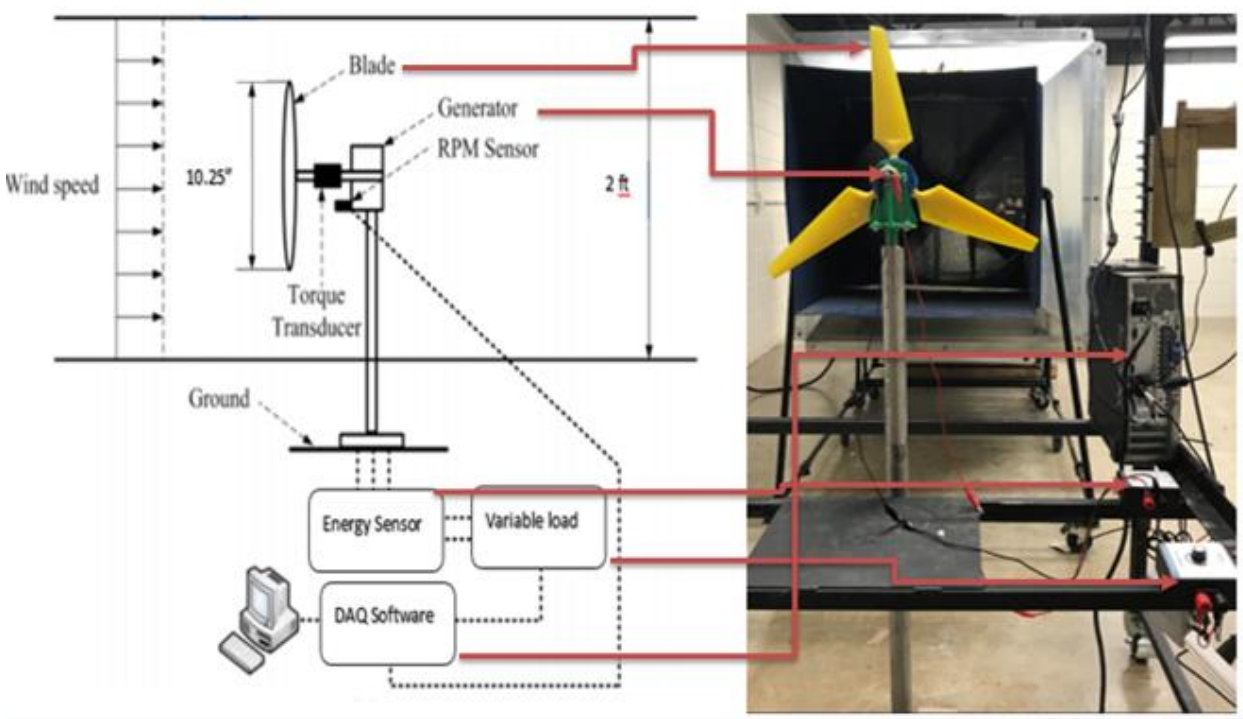 Blade
Generator
RPM Sensor
Wind speed
10.25"
2 ft
Torque
Transducer
Ground
Energy Sensor
Variable load
DAQ Software